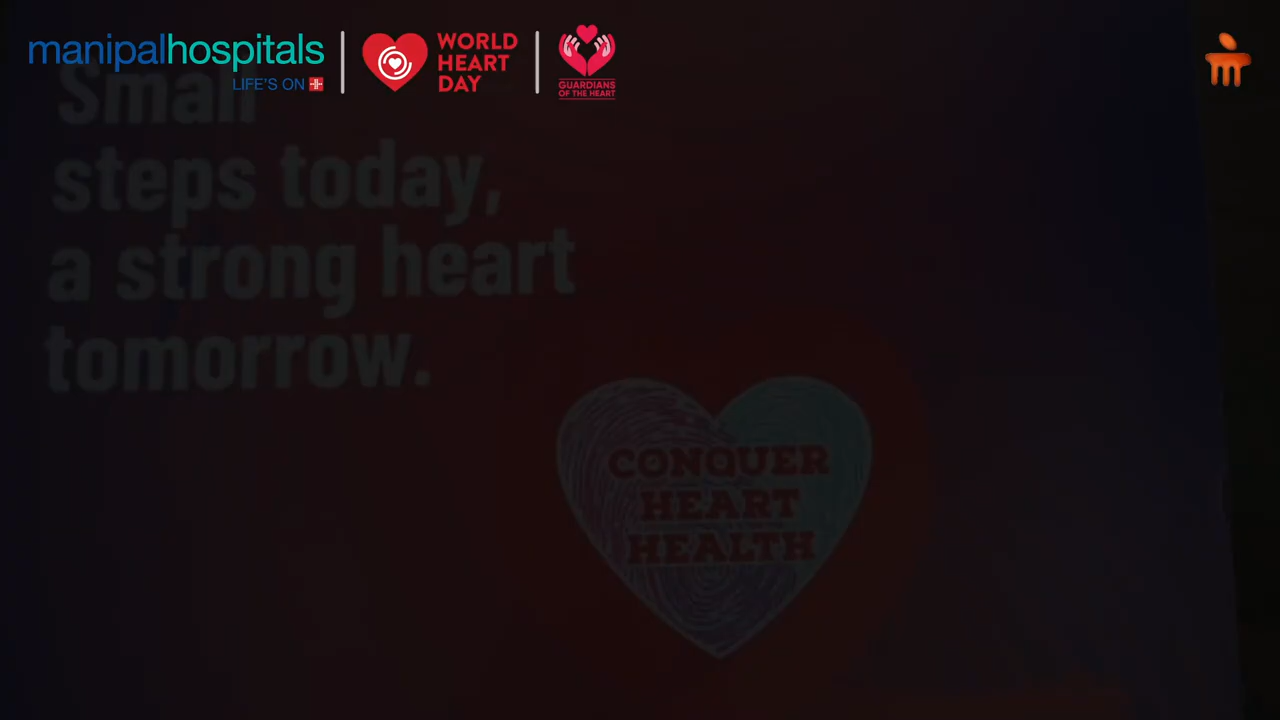 manipalhospitals
LIFE'S ON
WORLD
HEART
DAY
GUARDIANS
OF THE HEART
Small
steps today,
a strong heart
tomorrow.
CONQUER
HEART
HEALTH